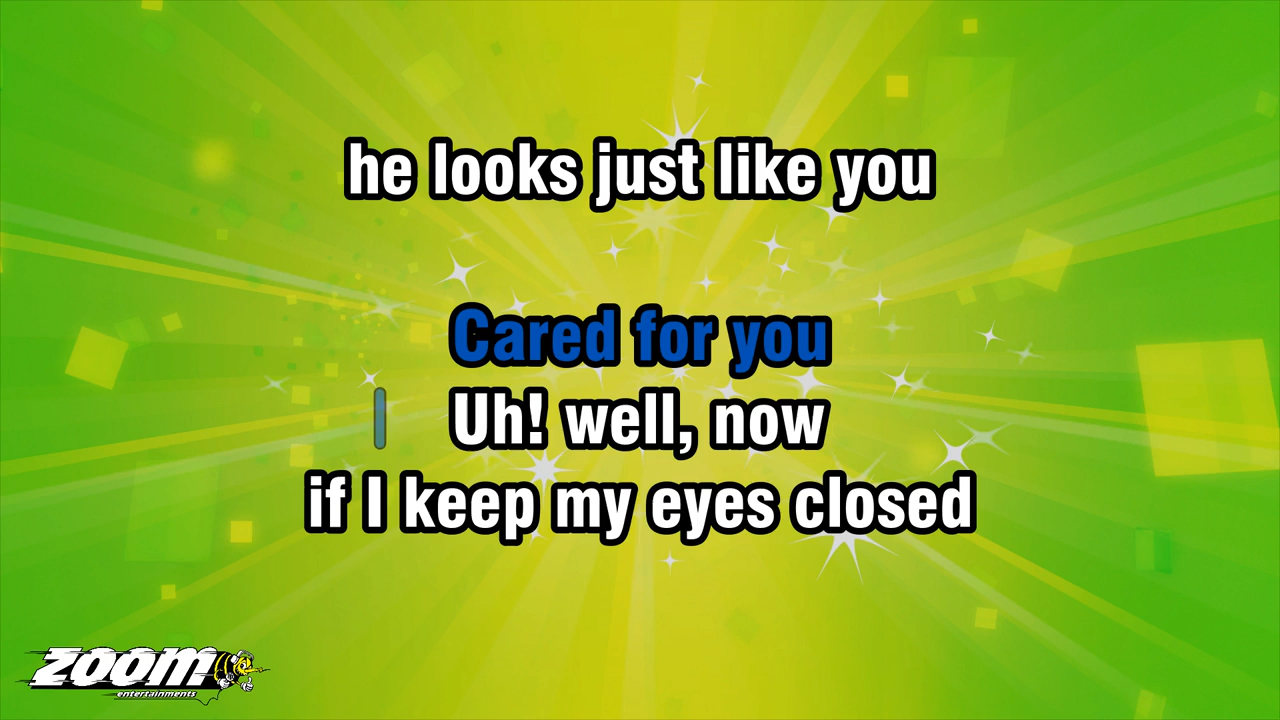 he looks just like you
Cared for you
Uh! well, now
if I keep my eyes closed
zoom
entertainments